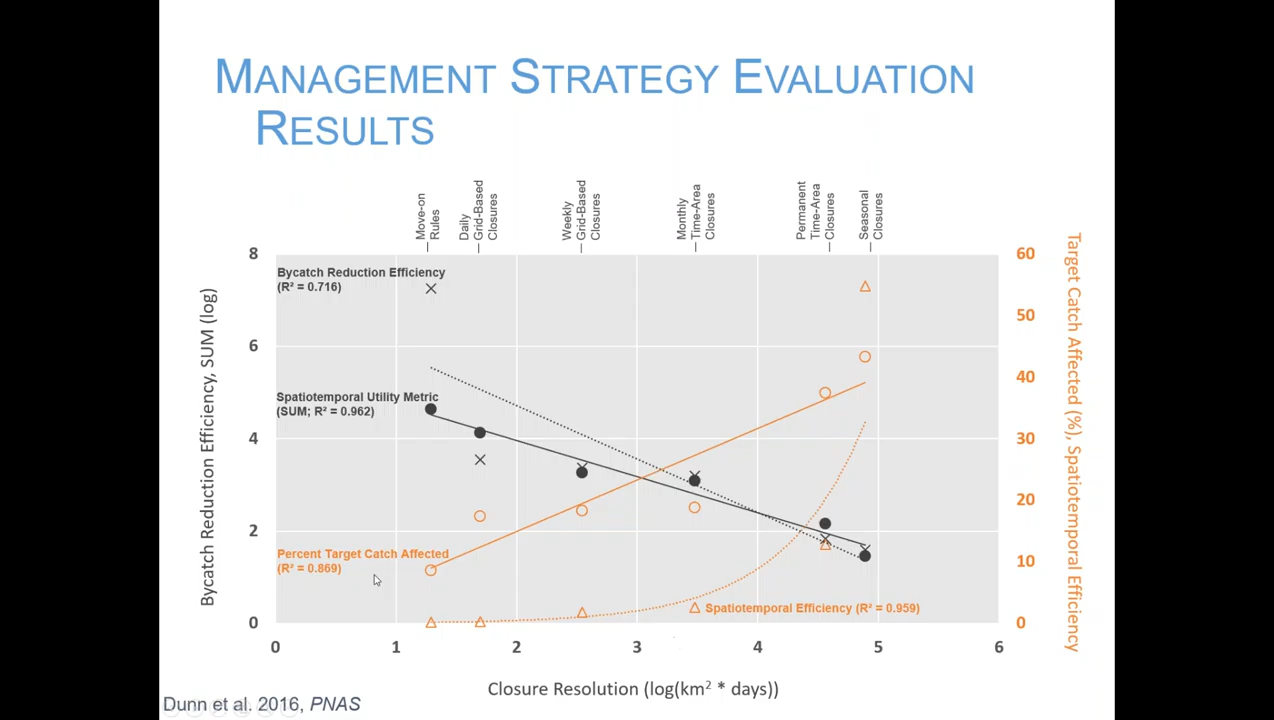 MANAGEMENT STRATEGY EVALUATION
RESULTS
Move-on
Rules
Daily
Grid-Based
Closures
Weekly
Grid-Based
Closures
Monthly
Time-Area
Closures
Permanent
Time-Area
Closures
Seasonal
Closures
Bycatch Reduction Efficiency, SUM (log)
8
6
4
2
0
Bycatch Reduction Efficiency
(R² = 0.716)
Spatiotemporal Utility Metric
(SUM; R² = 0.962)
Percent Target Catch Affected
(R² = 0.869)
Spatiotemporal Efficiency (R² = 0.959)
60
50
40
30
20
10
0
Target Catch Affected (%), Spatiotemporal Efficiency
0 1 2 3 4 5 6
Closure Resolution (log(km² * days))
Dunn et al. 2016, PNAS